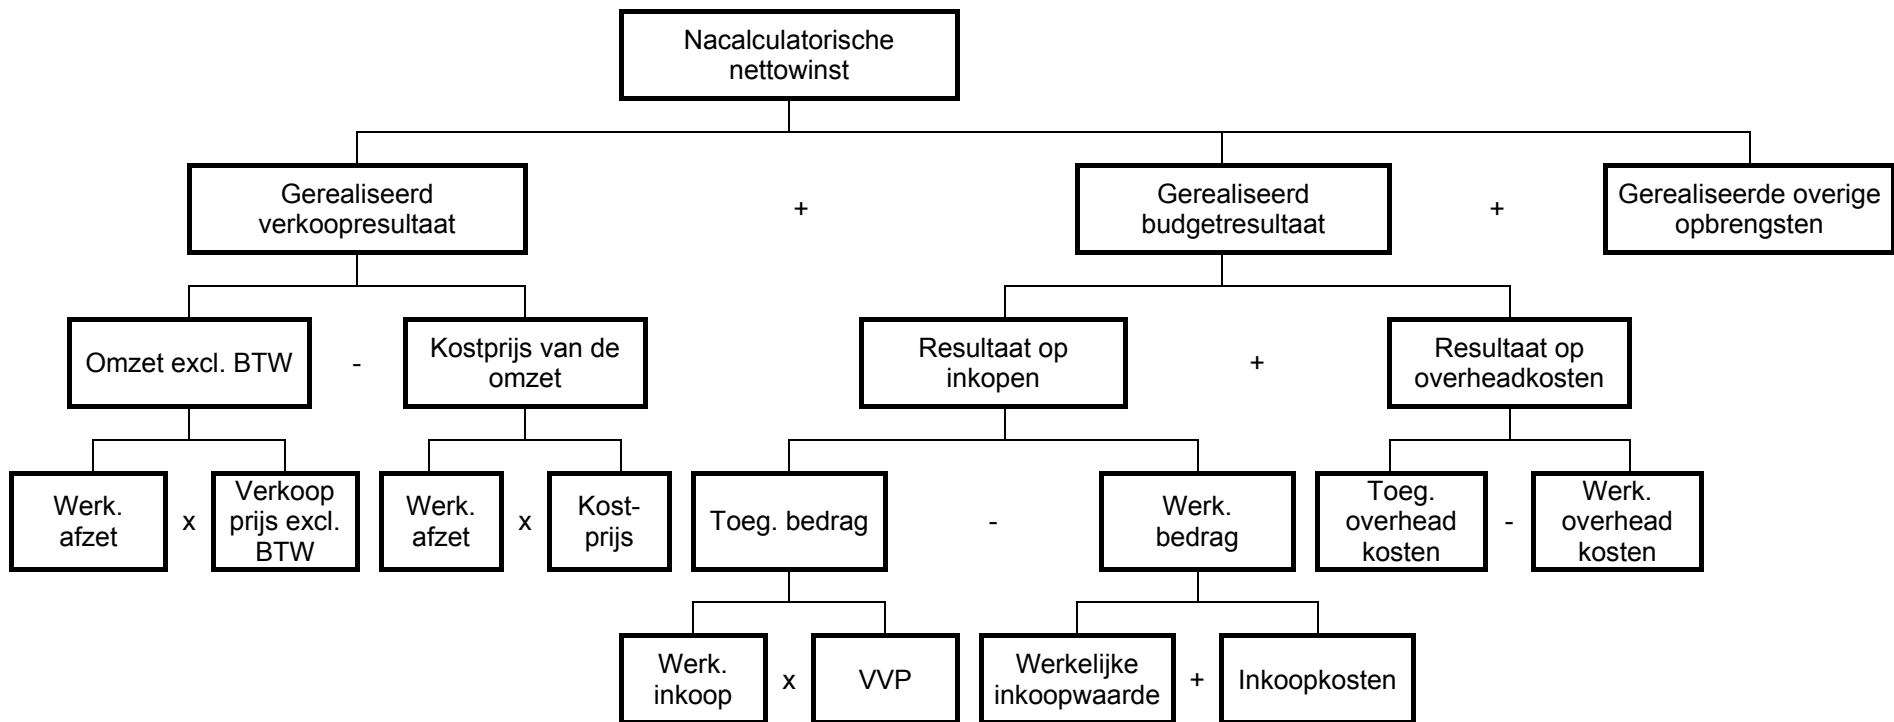 Nacalculatorische
nettowinst
Gerealiseerd
verkoopresultaat
+
Gerealiseerd
budgetresultaat
+
Gerealiseerde overige
opbrengsten
Omzet excl. BTW
-
Kostprijs van de
omzet
Resultaat op
inkopen
+
Resultaat op
overheadkosten
Werk.
afzet
x
Verkoop
prijs excl.
BTW
Werk.
afzet
x
Kost-
prijs
Toeg. bedrag
-
Werk.
bedrag
Toeg.
overhead
kosten
-
Werk.
overhead
kosten
Werk.
inkoop
x
VVP
Werkelijke
inkoopwaarde
+
Inkoopkosten